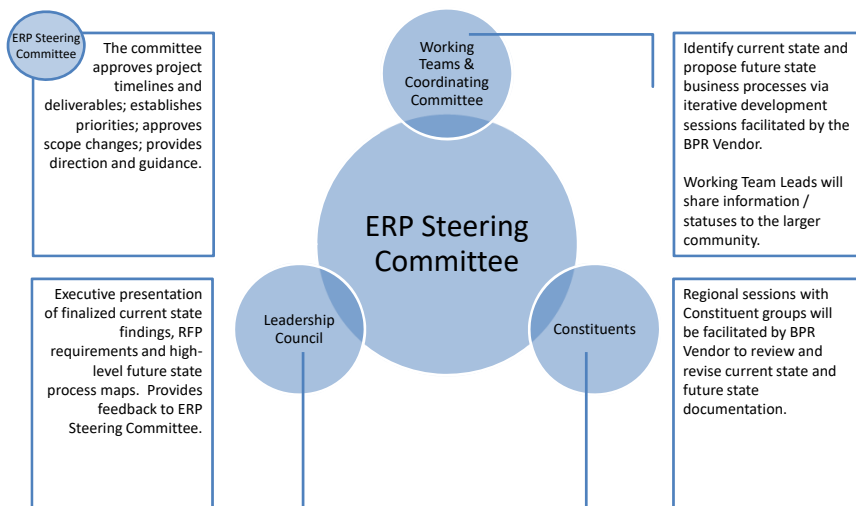 ERP Steering
Committee
The committee
approves project
timelines and
deliverables; establishes
priorities; approves
scope changes; provides
direction and guidance.
Working
Teams &
Coordinating
Committee
Identify current state and
propose future state
business processes via
iterative development
sessions facilitated by the
BPR Vendor.
Working Team Leads will
share information /
statuses to the larger
community.
ERP Steering
Committee
Executive presentation
of finalized current state
findings, RFP
requirements and high-
level future state
process maps.  Provides
feedback to ERP
Steering Committee.
Leadership
Council
Constituents
Regional sessions with
Constituent groups will
be facilitated by BPR
Vendor to review and
revise current state and
future state
documentation.